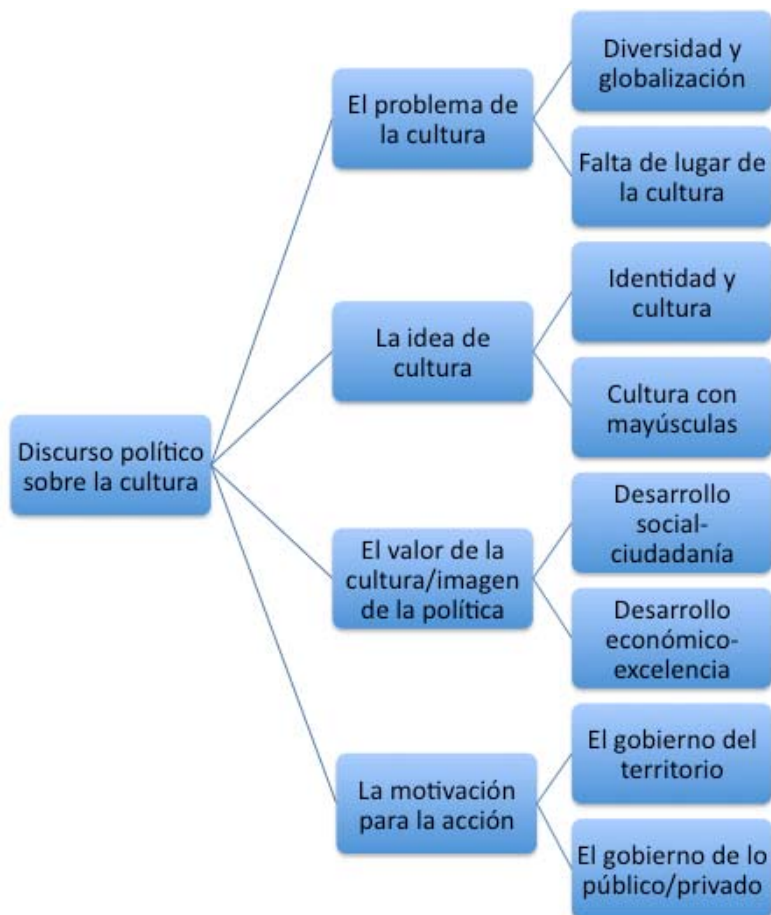 Discurso político
sobre la cultura
El problema de
la cultura
Diversidad y
globalización
Falta de lugar de
la cultura
La idea de
cultura
Identidad y
cultura
Cultura con
mayúsculas
El valor de la
cultura/imagen
de la política
Desarrollo
social-
ciudadanía
Desarrollo
económico-
excelencia
La motivación
para la acción
El gobierno del
territorio
El gobierno de lo
público/privado